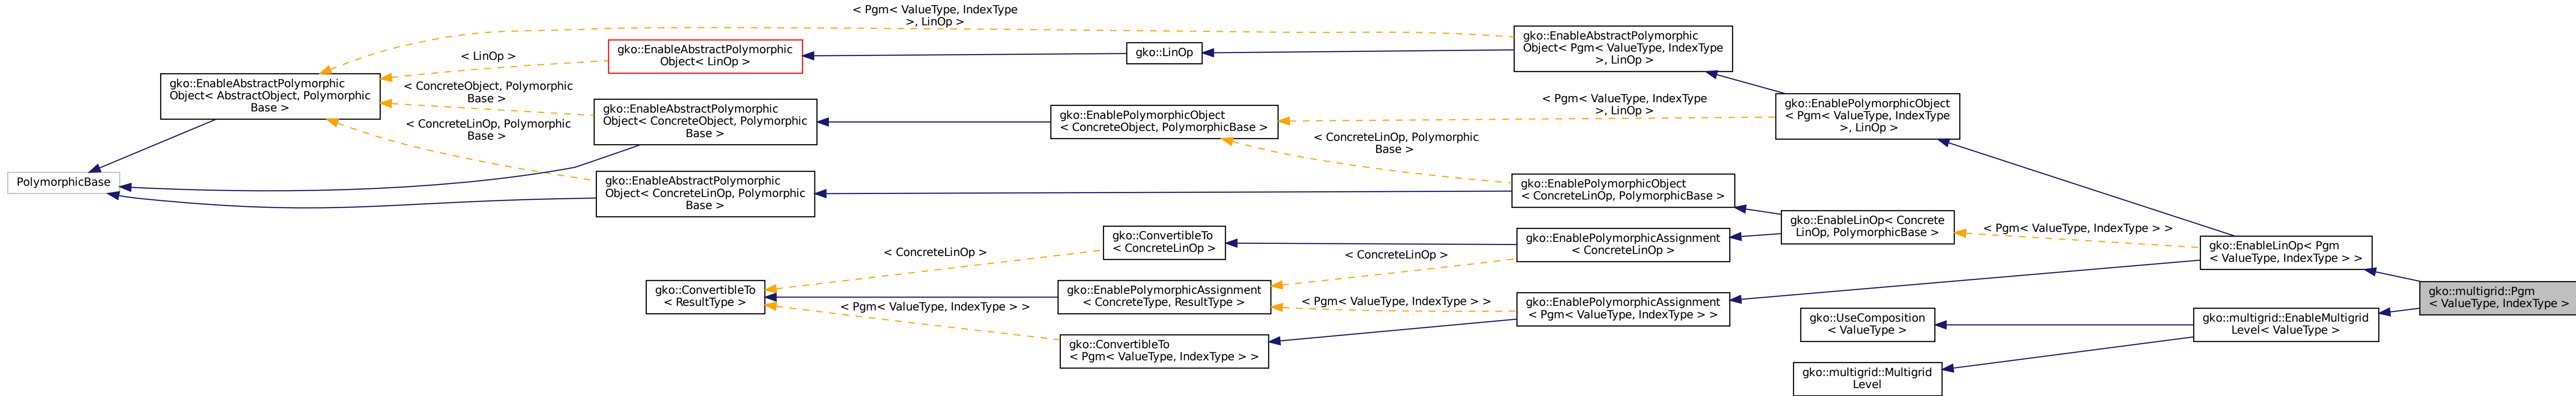 < Pgm< ValueType, IndexType
>, LinOp >
gko::EnableAbstractPolymorphic
Object< Pgm< ValueType, IndexType
>, LinOp >
gko::EnableAbstractPolymorphic
Object< LinOp >
gko::LinOp
< LinOp >
gko::EnableAbstractPolymorphic
Object< AbstractObject, Polymorphic
Base >
< ConcreteObject, Polymorphic
Base >
gko::EnableAbstractPolymorphic
Object< ConcreteObject, Polymorphic
Base >
gko::EnablePolymorphicObject
< ConcreteObject, PolymorphicBase >
< Pgm< ValueType, IndexType
>, LinOp >
gko::EnablePolymorphicObject
< Pgm< ValueType, IndexType
>, LinOp >
< ConcreteLinOp, Polymorphic
Base >
< ConcreteLinOp, Polymorphic
Base >
PolymorphicBase
gko::EnableAbstractPolymorphic
Object< ConcreteLinOp, Polymorphic
Base >
gko::EnablePolymorphicObject
< ConcreteLinOp, PolymorphicBase >
gko::EnableLinOp< Concrete
LinOp, PolymorphicBase >
< Pgm< ValueType, IndexType > >
gko::EnableLinOp< Pgm
< ValueType, IndexType > >
gko::ConvertibleTo
< ConcreteLinOp >
gko::EnablePolymorphicAssignment
< ConcreteLinOp >
< ConcreteLinOp >
< ConcreteLinOp >
gko::ConvertibleTo
< ResultType >
gko::EnablePolymorphicAssignment
< ConcreteType, ResultType >
< Pgm< ValueType, IndexType > >
< Pgm< ValueType, IndexType > >
gko::EnablePolymorphicAssignment
< Pgm< ValueType, IndexType > >
gko::multigrid::Pgm
< ValueType, IndexType >
gko::UseComposition
< ValueType >
gko::multigrid::EnableMultigrid
Level< ValueType >
gko::ConvertibleTo
< Pgm< ValueType, IndexType > >
gko::multigrid::Multigrid
Level